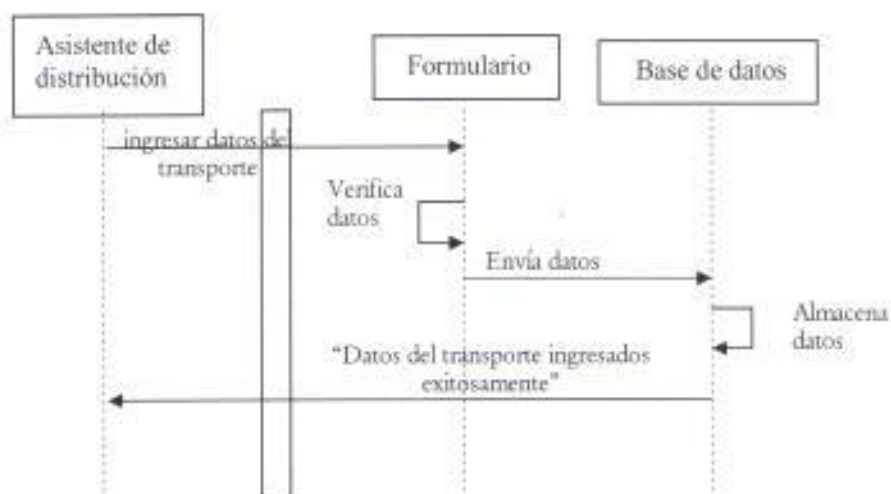 Asistente de
distribución
Formulario
Base de datos
ingresar datos del
transporte
Verifica
datos
Envía datos
Almacena
datos
“Datos del transporte ingresados
exitosamente”